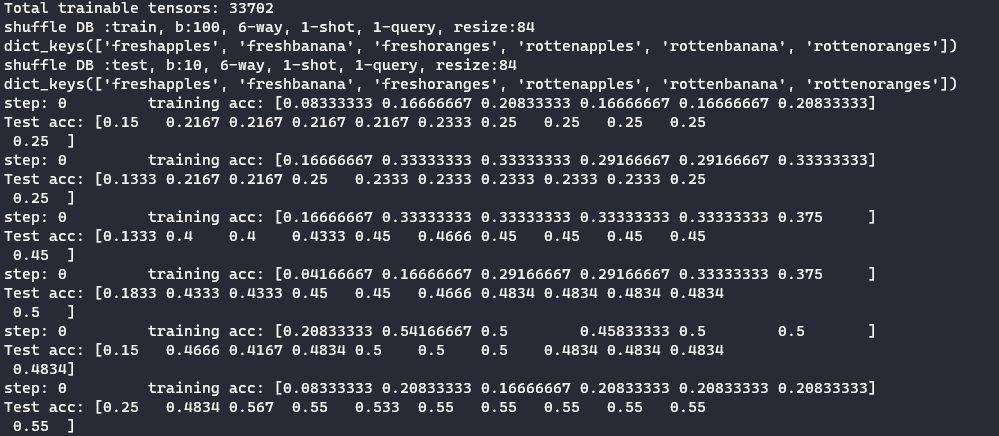 Total trainable tensors: 33702
shuffle DB :train, b:100, 6-way, 1-shot, 1-query, resize:84
dict_keys(['freshapples', 'freshbanana', 'freshoranges', 'rottenapples', 'rottenbanana', 'rottenoranges'])
shuffle DB :test, b:10, 6-way, 1-shot, 1-query, resize:84
dict_keys(['freshapples', 'freshbanana', 'freshoranges', 'rottenapples', 'rottenbanana', 'rottenoranges'])
step: 0         training acc: [0.08333333 0.16666667 0.20833333 0.16666667 0.16666667 0.20833333]
Test acc: [0.15   0.2167 0.2167 0.2167 0.2167 0.2333 0.25   0.25   0.25   0.25
 0.25  ]
step: 0         training acc: [0.16666667 0.33333333 0.33333333 0.29166667 0.29166667 0.33333333]
Test acc: [0.1333 0.2167 0.2167 0.25   0.2333 0.2333 0.2333 0.2333 0.2333 0.25
 0.25  ]
step: 0         training acc: [0.16666667 0.33333333 0.33333333 0.33333333 0.33333333 0.375     ]
Test acc: [0.1333 0.4    0.4    0.4333 0.45   0.4666 0.45   0.45   0.45   0.45
 0.45  ]
step: 0         training acc: [0.04166667 0.16666667 0.29166667 0.29166667 0.33333333 0.375     ]
Test acc: [0.1833 0.4333 0.4333 0.45   0.45   0.4666 0.4834 0.4834 0.4834 0.4834
 0.5   ]
step: 0         training acc: [0.20833333 0.54166667 0.5        0.45833333 0.5        0.5       ]
Test acc: [0.15   0.4666 0.4167 0.4834 0.5    0.5    0.5    0.4834 0.4834 0.4834
 0.4834]
step: 0         training acc: [0.08333333 0.20833333 0.16666667 0.20833333 0.20833333 0.20833333]
Test acc: [0.25   0.4834 0.567  0.55   0.533  0.55   0.55   0.55   0.55   0.55
 0.55  ]